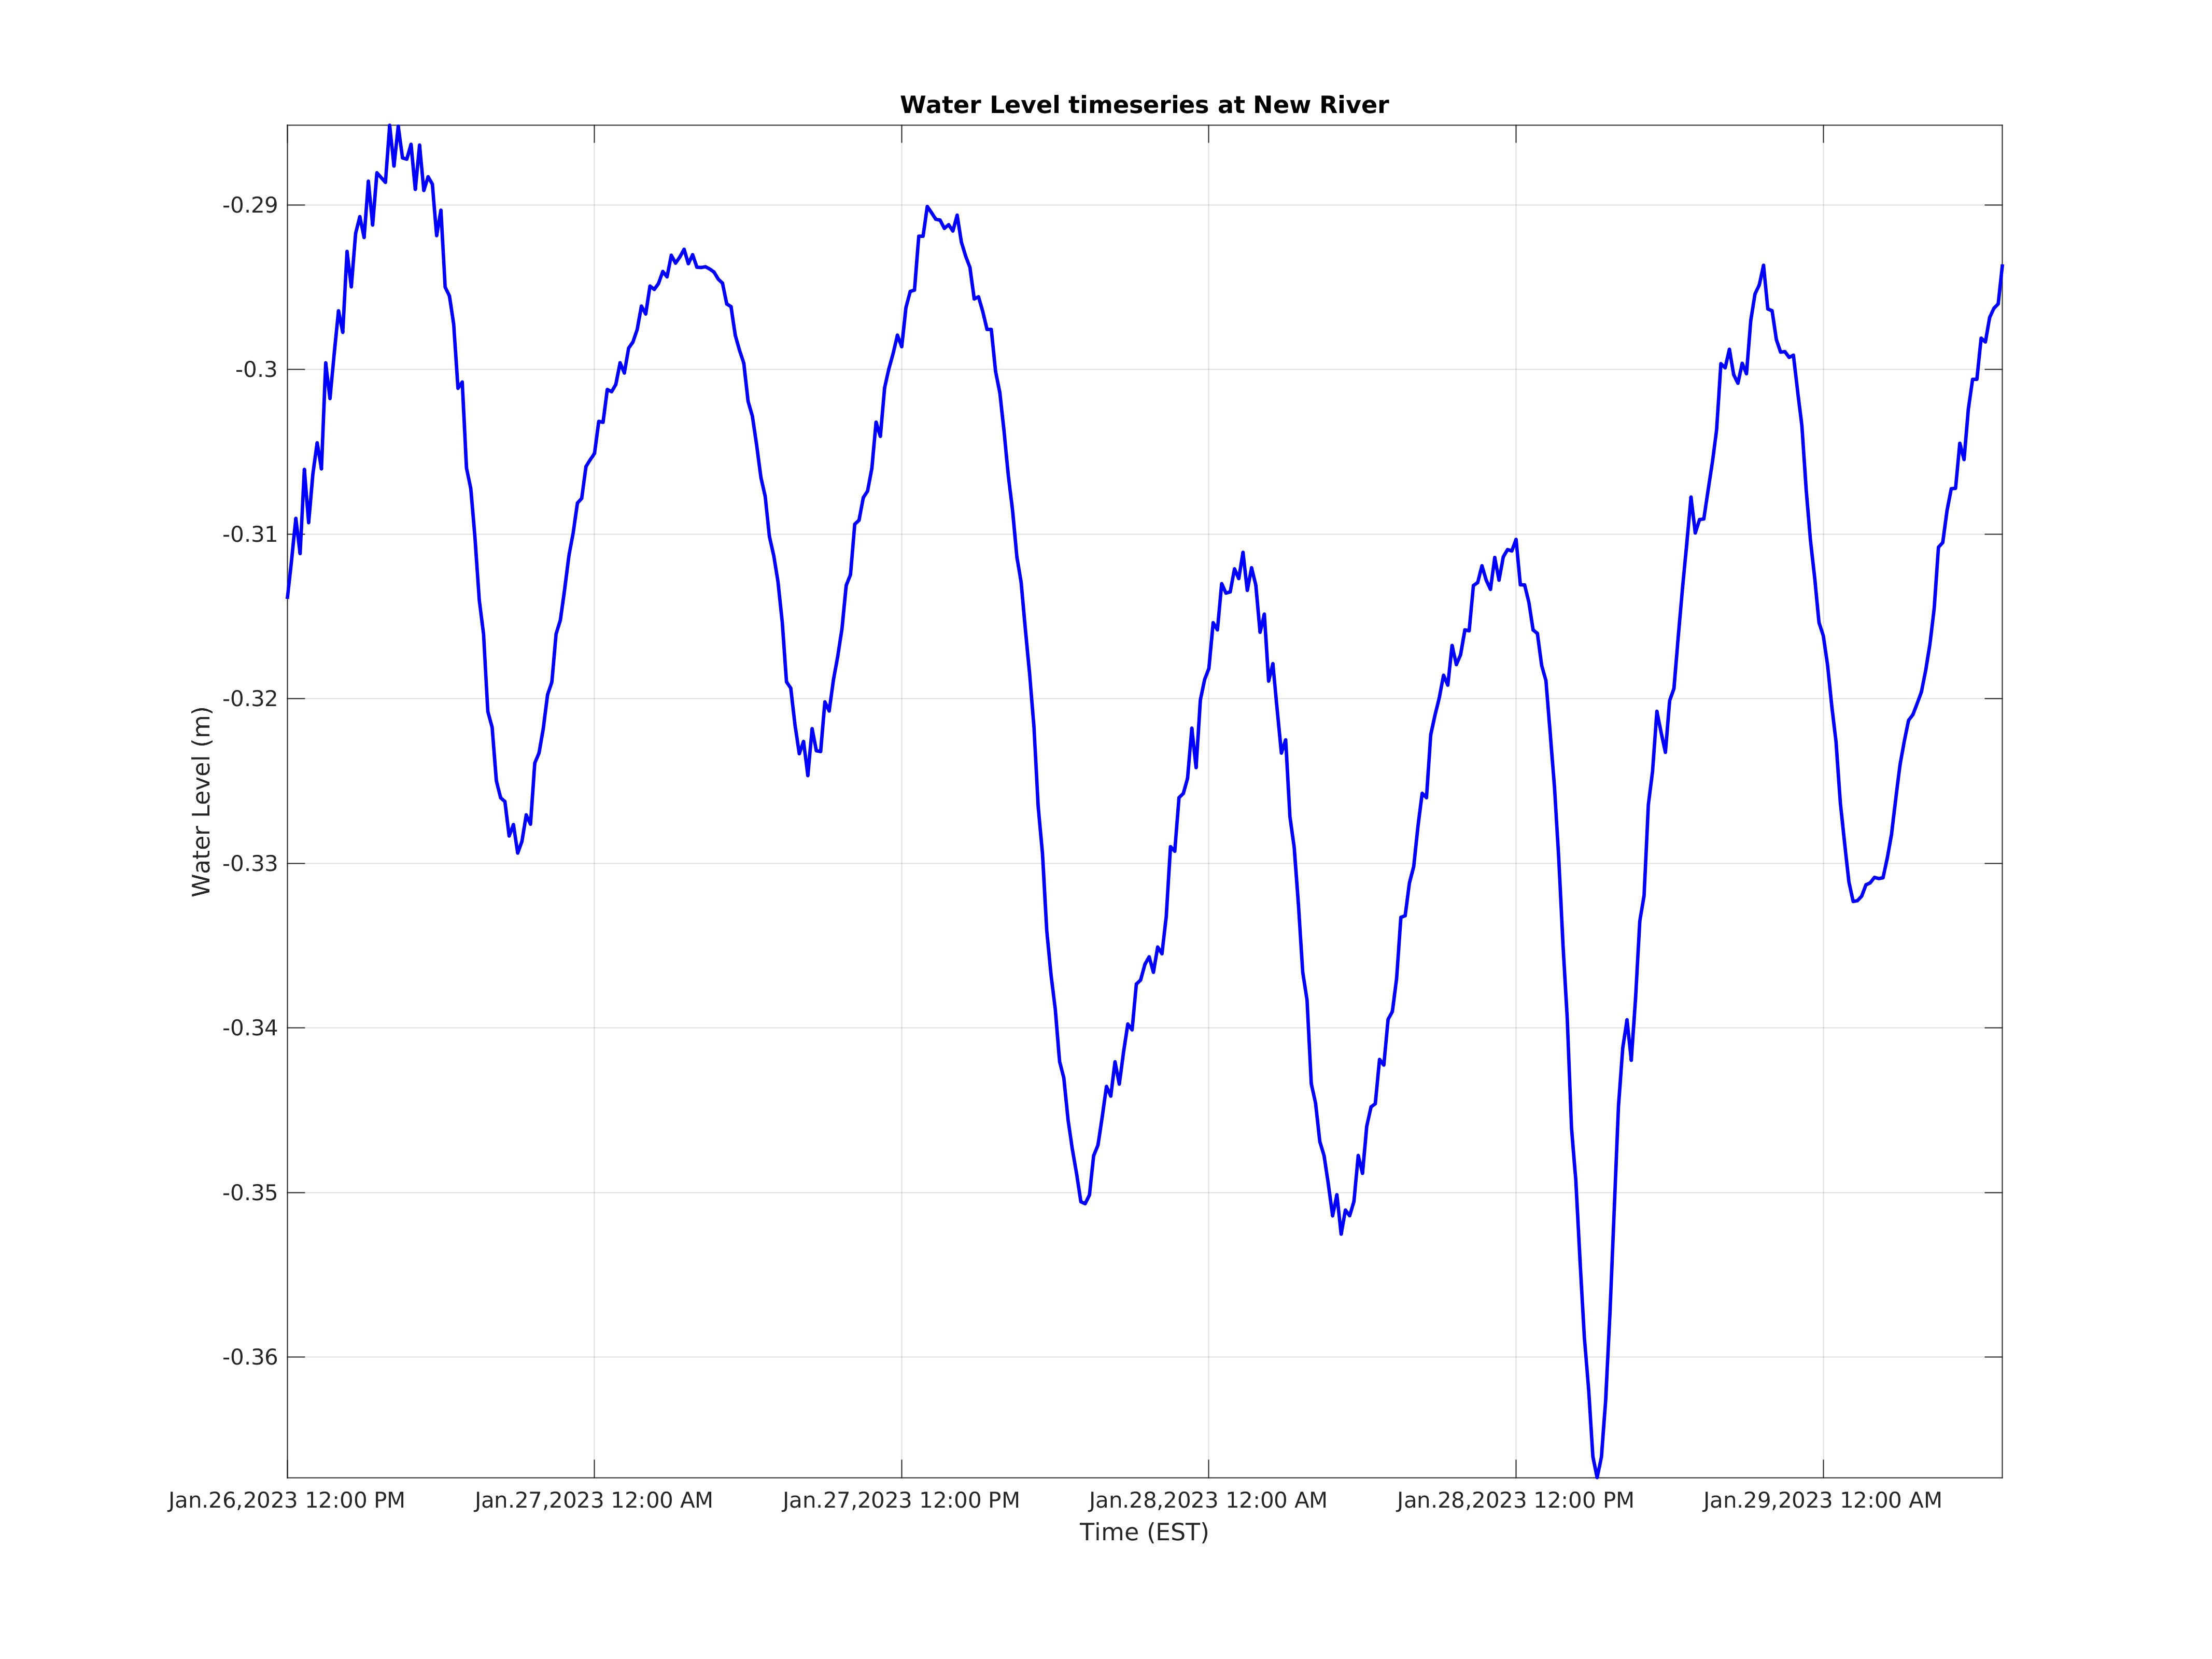 Water Level timeseries at New River
-0.29
-0.3
-0.31
-0.32
-0.33
-0.34
-0.35
-0.36
Water Level (m)
Jan.26,2023 12:00 PM
Jan.27,2023 12:00 AM
Jan.27,2023 12:00 PM
Jan.28,2023 12:00 AM
Jan.28,2023 12:00 PM
Jan.29,2023 12:00 AM
Time (EST)